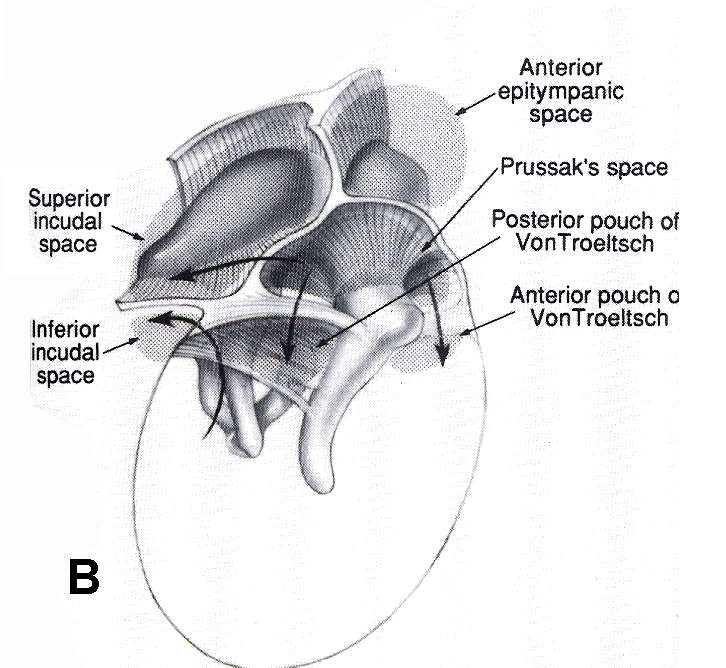 Anterior
epitympanic
space
Prussak's space
Superior
incudal
space
Posterior pouch of
VonTroeltsch
Anterior pouch o
VonTroeltsch
Inferior
incudal
space
B